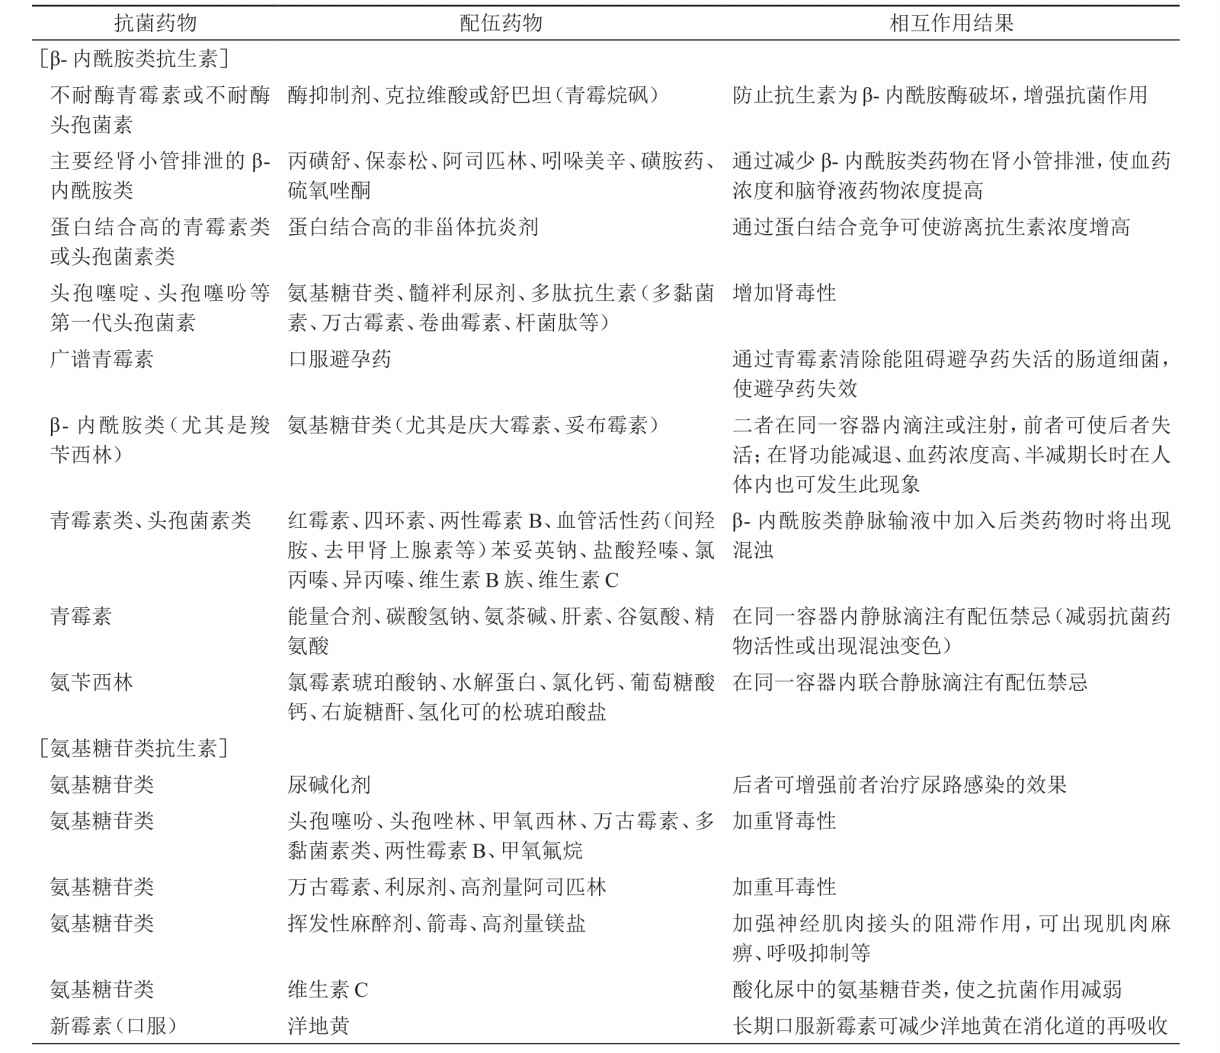 抗菌药物 配伍药物 相互作用结果
［β- 内酰胺类抗生素］
不耐酶青霉素或不耐酶 酶抑制剂、克拉维酸或舒巴坦（青霉烷砜） 防止抗生素为β- 内酰胺酶破坏，增强抗菌作用
头孢菌素
主要经肾小管排泄的 β- 丙磺舒、保泰松、阿司匹林、吲哚美辛、磺胺药、 通过减少β- 内酰胺类药物在肾小管排泄，使血药
内酰胺类 硫氧唑酮 浓度和脑脊液药物浓度提高
蛋白结合高的青霉素类 蛋白结合高的非甾体抗炎剂 通过蛋白结合竞争可使游离抗生素浓度增高
或头孢菌素类
头孢噻啶、头孢噻吩等 氨基糖苷类、髓袢利尿剂、多肽抗生素（多黏菌 增加肾毒性
第一代头孢菌素 素、万古霉素、卷曲霉素、杆菌肽等）
广谱青霉素 口服避孕药 通过青霉素清除能阻碍避孕药失活的肠道细菌，
使避孕药失效
β- 内酰胺类（尤其是羧 氨基糖苷类（尤其是庆大霉素、妥布霉素） 二者在同一容器内滴注或注射，前者可使后者失
苄西林） 活；在肾功能减退、血药浓度高、半减期长时在人
体内也可发生此现象
青霉素类、头孢菌素类 红霉素、四环素、两性霉素 B、血管活性药（间羟 β- 内酰胺类静脉输液中加入后类药物时将出现
胺、去甲肾上腺素等）苯妥英钠、盐酸羟嗪、氯 混浊
丙嗪、异丙嗪、维生素 B 族、维生素 C
青霉素 能量合剂、碳酸氢钠、氨茶碱、肝素、谷氨酸、精 在同一容器内静脉滴注有配伍禁忌（减弱抗菌药
氨酸 物活性或出现混浊变色）
氨苄西林 氯霉素琥珀酸钠、水解蛋白、氯化钙、葡萄糖酸 在同一容器内联合静脉滴注有配伍禁忌
钙、右旋糖酐、氢化可的松琥珀酸盐
［氨基糖苷类抗生素］
氨基糖苷类 尿碱化剂 后者可增强前者治疗尿路感染的效果
氨基糖苷类 头孢噻吩、头孢唑林、甲氧西林、万古霉素、多 加重肾毒性
黏菌素类、两性霉素 B、甲氧氟烷
氨基糖苷类 万古霉素、利尿剂、高剂量阿司匹林 加重耳毒性
氨基糖苷类 挥发性麻醉剂、箭毒、高剂量镁盐 加强神经肌肉接头的阻滞作用，可出现肌肉麻
痹、呼吸抑制等
氨基糖苷类 维生素 C 酸化尿中的氨基糖苷类，使之抗菌作用减弱
新霉素（口服） 洋地黄 长期口服新霉素可减少洋地黄在消化道的再吸收